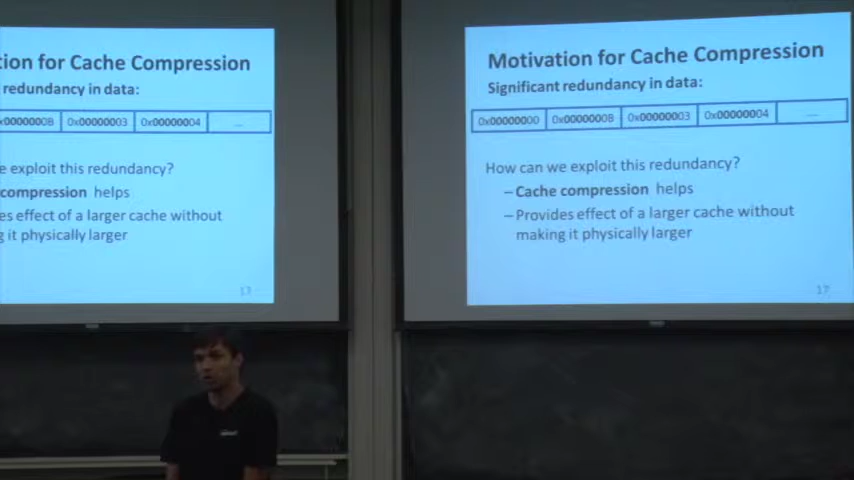 tion for Cache Compression
redundancy in data:
x0000000B 0x00000003 0x00000004 ...
e exploit this redundancy?
compression helps
es effect of a larger cache without
g it physically larger
17
Motivation for Cache Compression
Significant redundancy in data:
0x00000000 0x0000000B 0x00000003 0x00000004 ...
How can we exploit this redundancy?
– Cache compression helps
– Provides effect of a larger cache without
making it physically larger
17